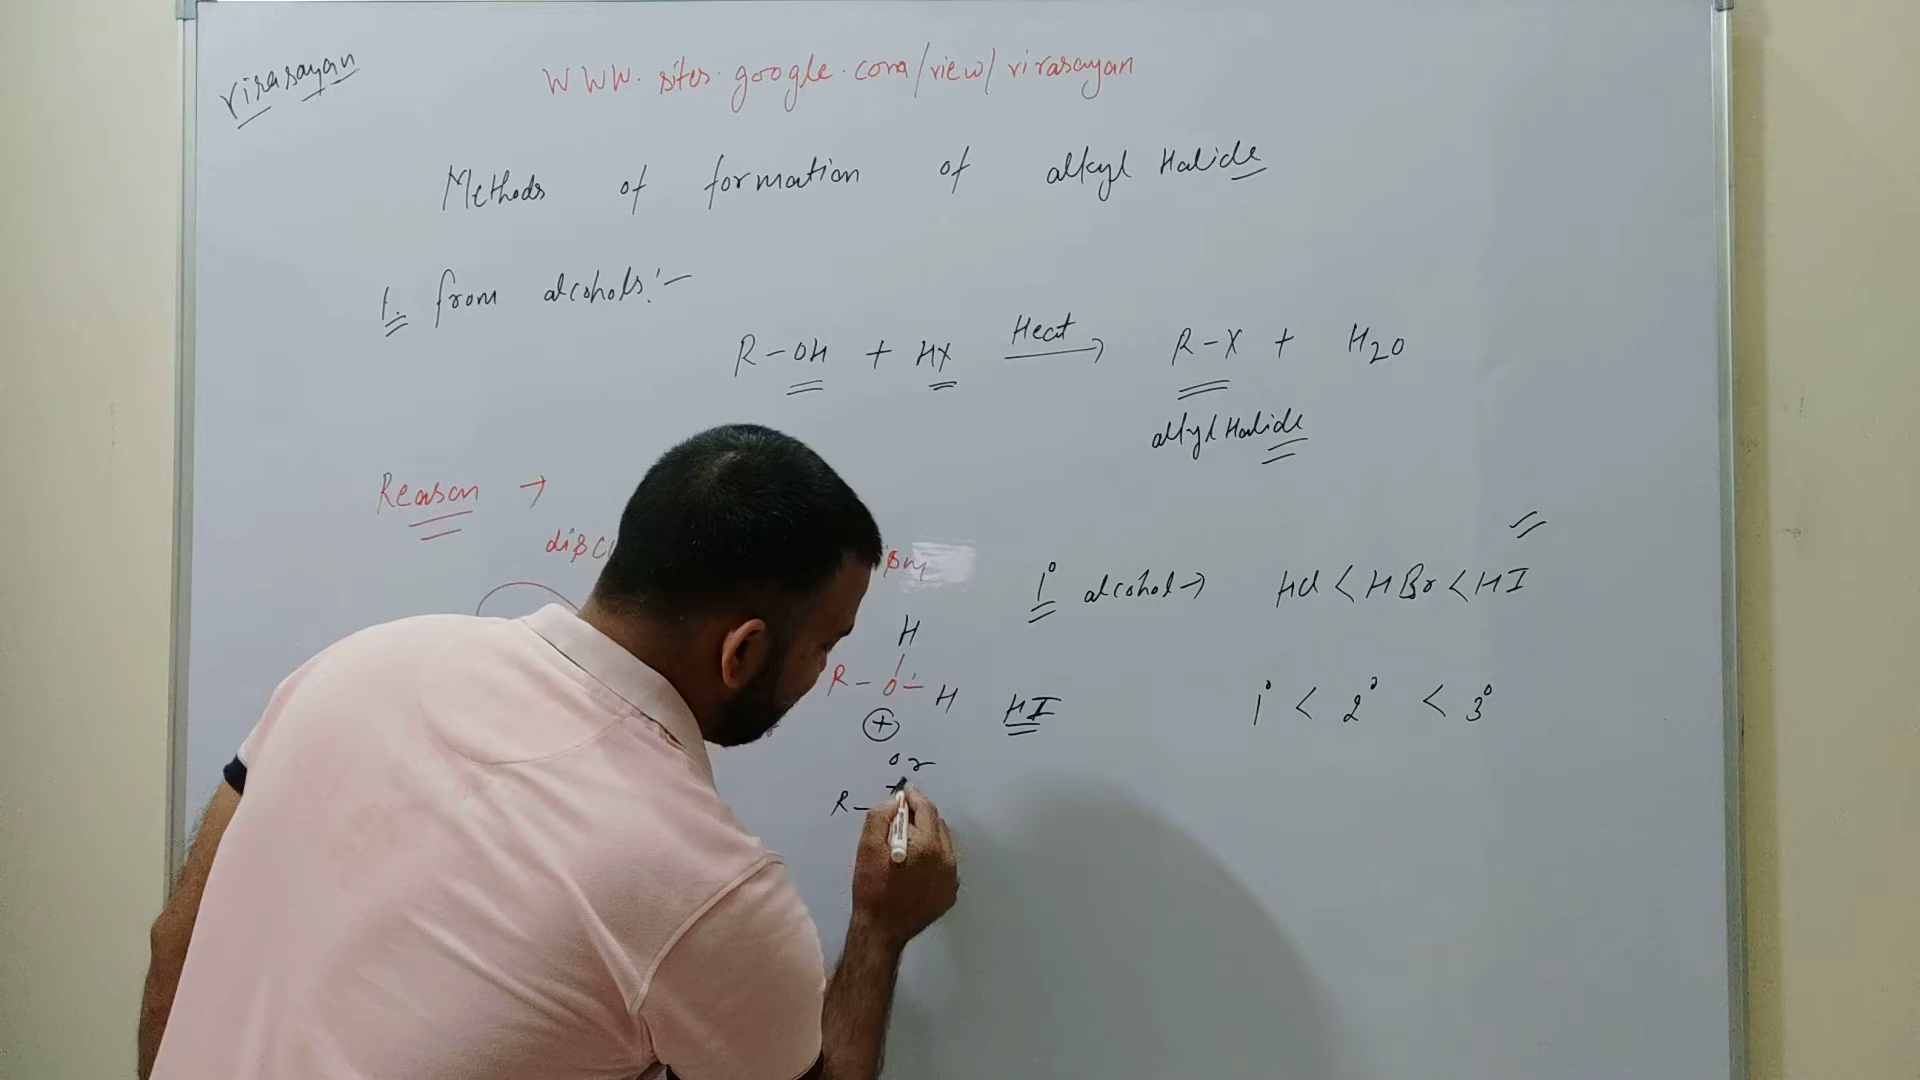 virasayan
WWW.sites.google.com/view/virasayan
Methods of formation of alkyl Halide
1. from alcohols:-
R-OH + HX Heat → R-X + H2O
alkyl Halide
Reason →
1° alcohol → HCl < HBr < HI
H
R-O-H HI
+
1° < 2° < 3°
or
R-